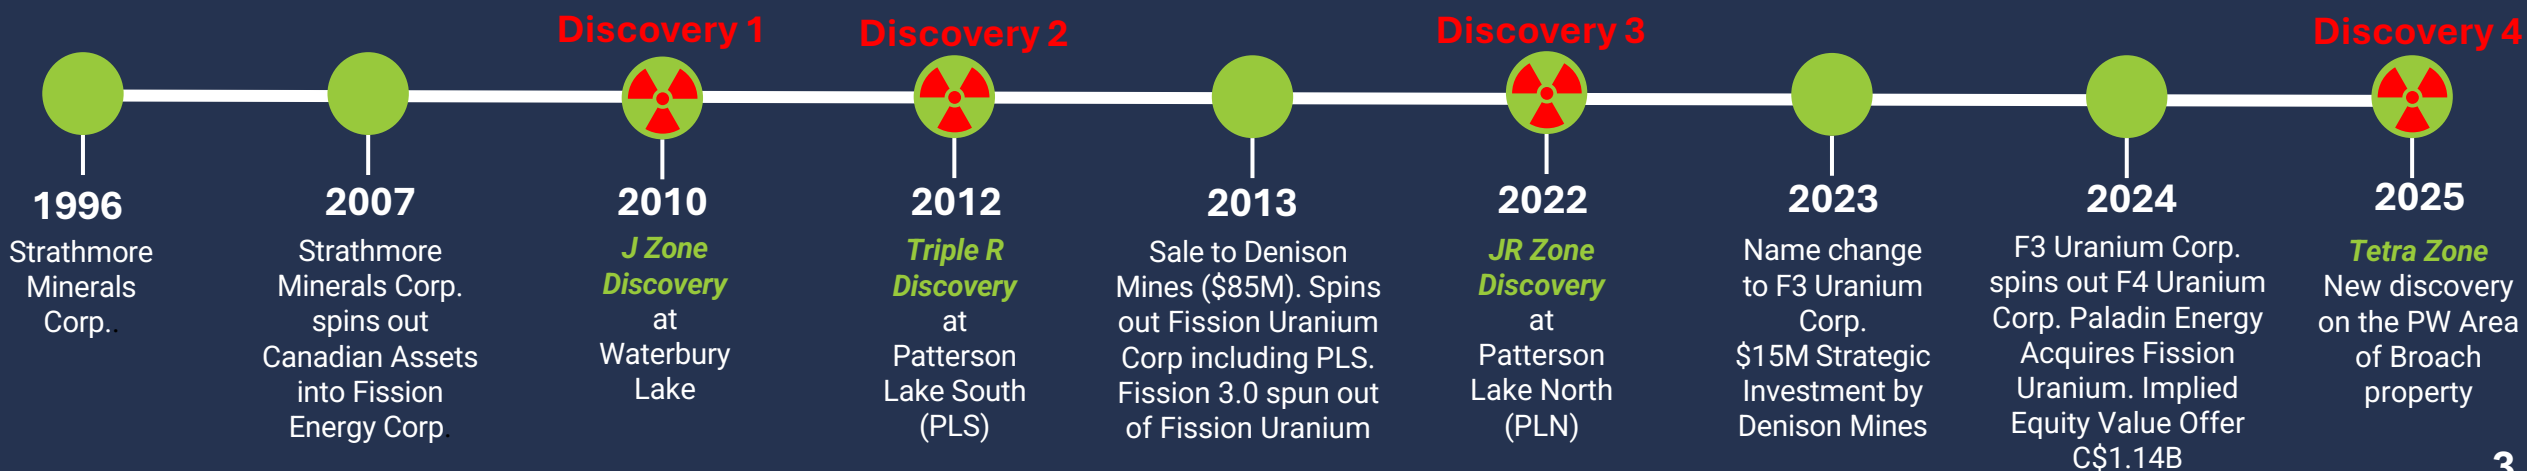 Discovery 1
Discovery 2
Discovery 3
Discovery 4
1996
Strathmore
Minerals
Corp..
2007
Strathmore
Minerals Corp.
spins out
Canadian Assets
into Fission
Energy Corp.
2010
J Zone
Discovery
at
Waterbury
Lake
2012
Triple R
Discovery
at
Patterson
Lake South
(PLS)
2013
Sale to Denison
Mines ($85M). Spins
out Fission Uranium
Corp including PLS.
Fission 3.0 spun out
of Fission Uranium
2022
JR Zone
Discovery
at
Patterson
Lake North
(PLN)
2023
Name change
to F3 Uranium
Corp.
$15M Strategic
Investment by
Denison Mines
2024
F3 Uranium Corp.
spins out F4 Uranium
Corp. Paladin Energy
Acquires Fission
Uranium. Implied
Equity Value Offer
C$1.14B
2025
Tetra Zone
New discovery
on the PW Area
of Broach
property
3